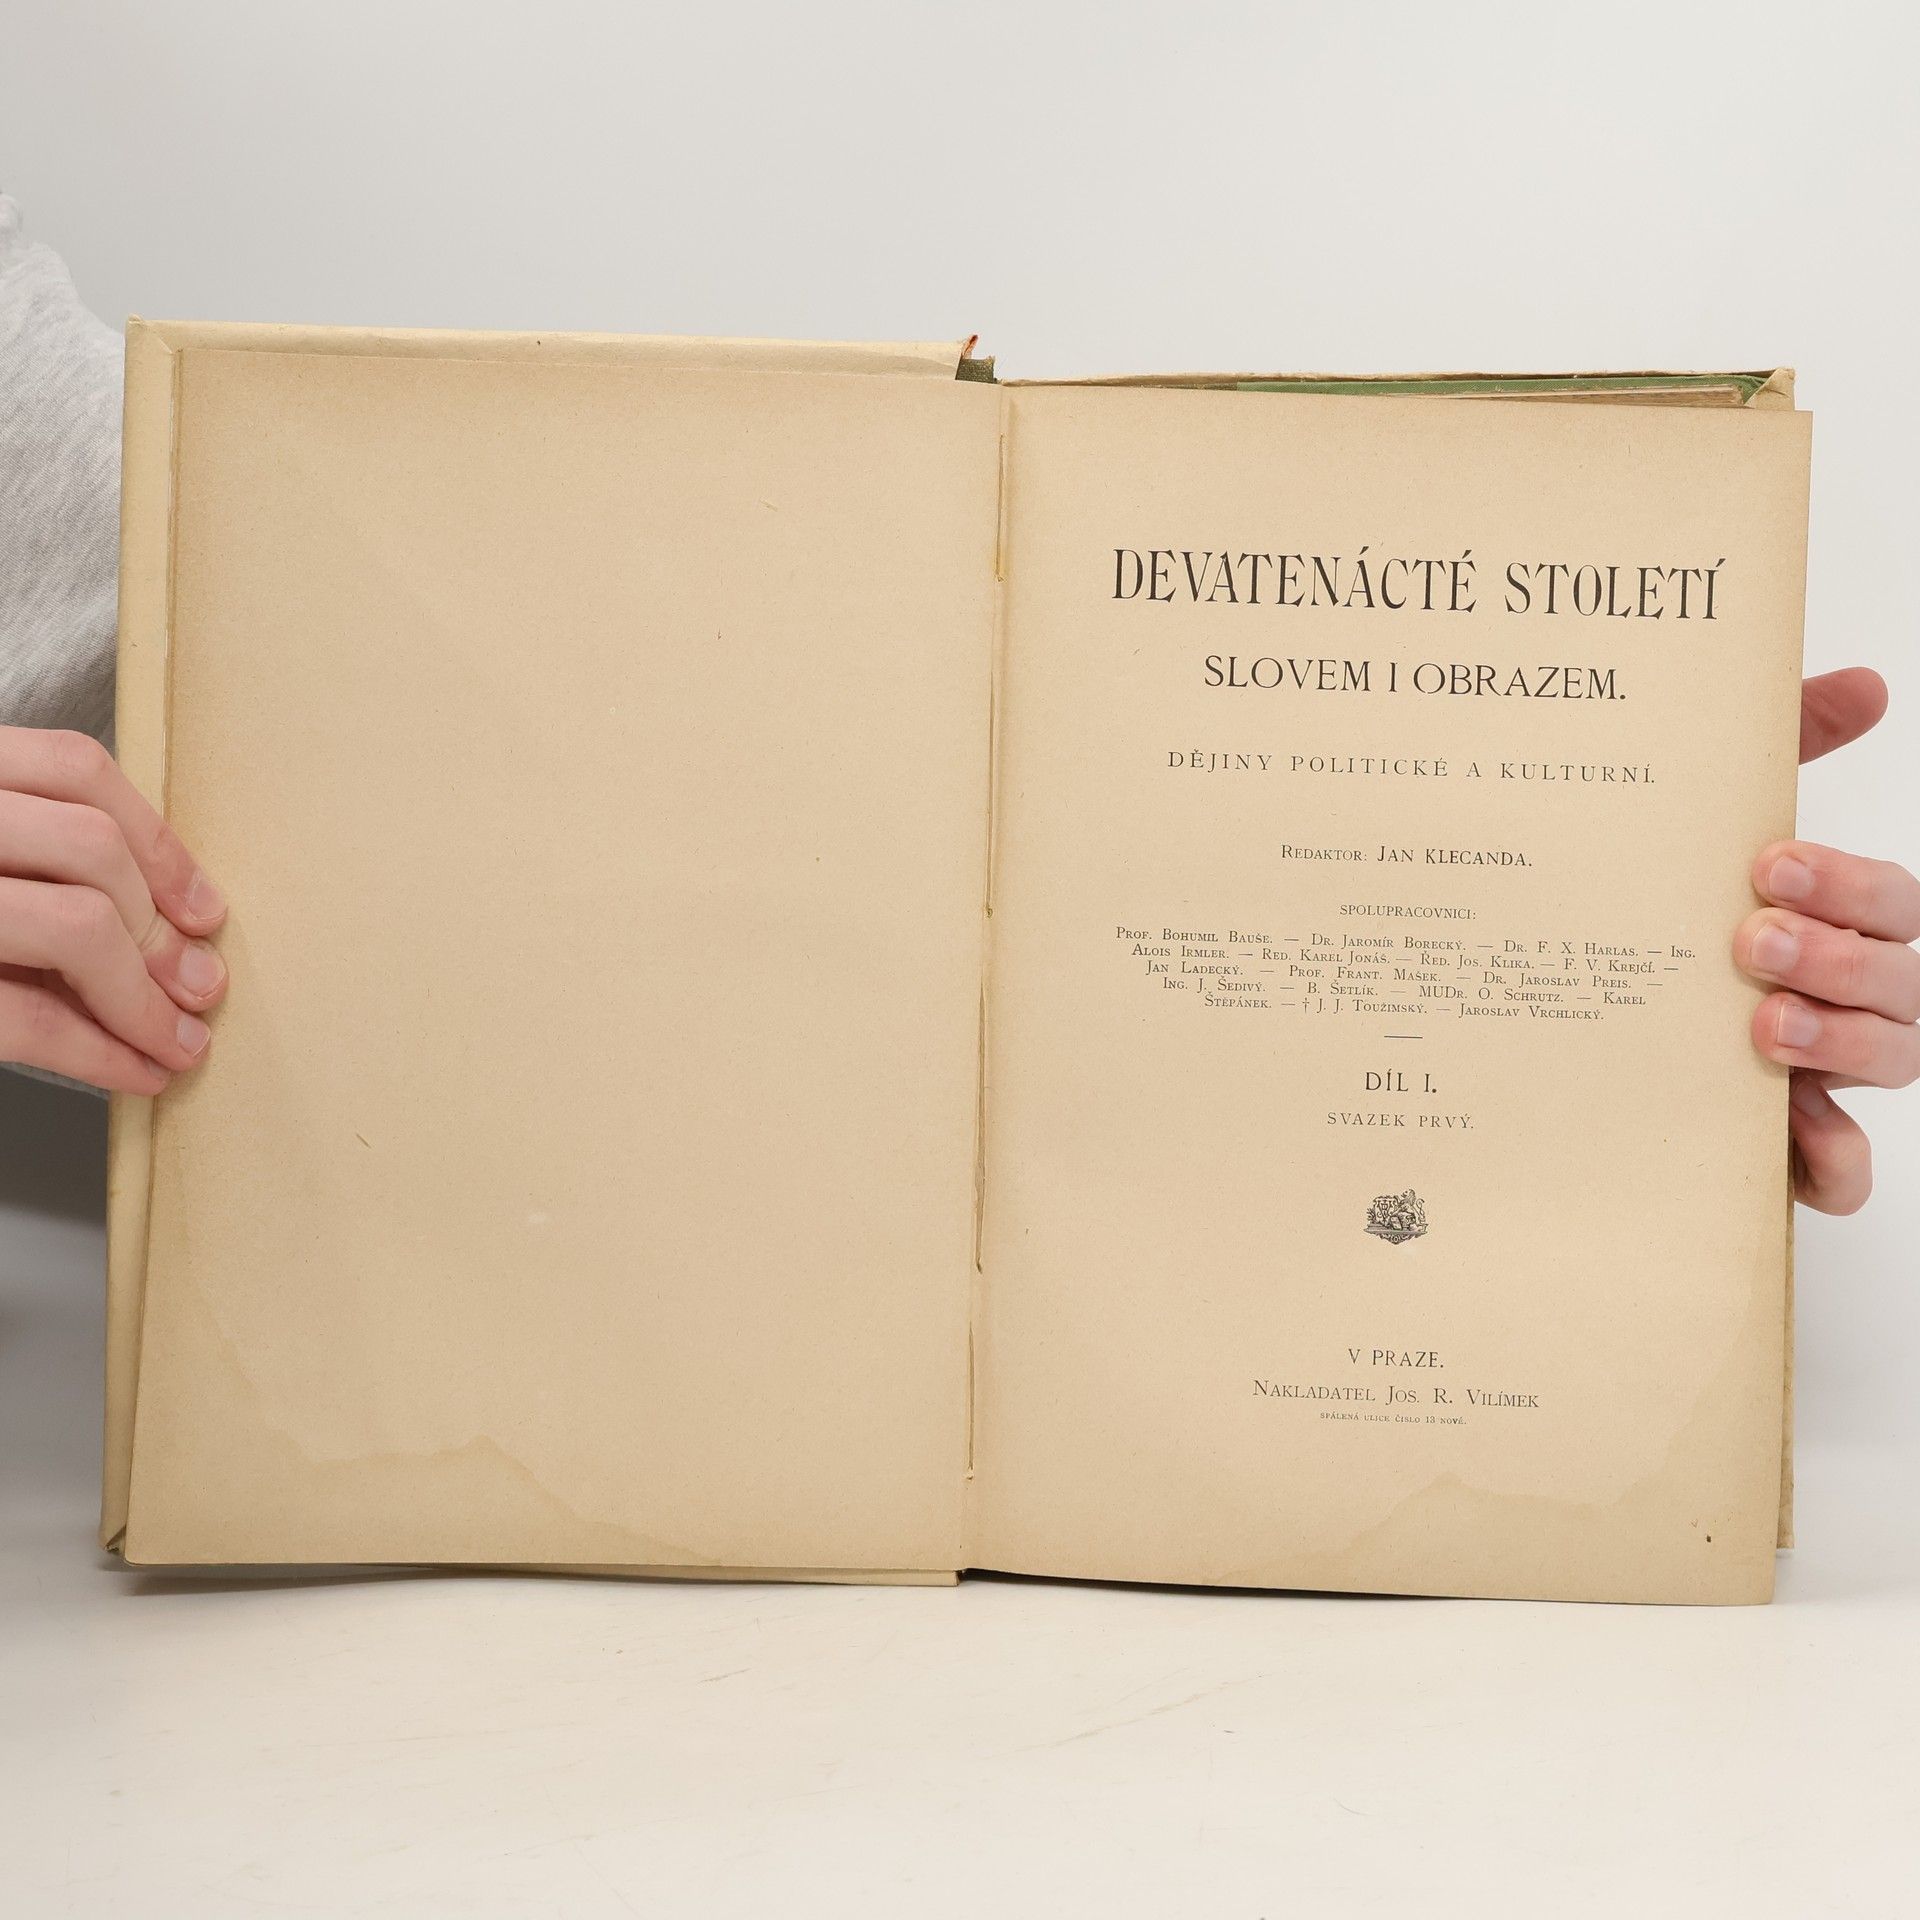 DEVATENÁCTÉ STOLETÍ
SLOVEM I OBRAZEM.
DĚJINY POLITICKÉ A KULTURNÍ.
REDAKTOR: JAN KLECANDA.
SPOLUPRACOVNICI:
PROF. BOHUMIL BAUŠE. — DR. JAROMÍR BORECKÝ. — DR. F. X. HARLAS. — ING.
ALOIS IRMLER. — RED. KAREL JONÁŠ. — ŘED. JOS. KLIKA. — F. V. KREJČÍ. —
JAN LADECKÝ. — PROF. FRANT. MAŠEK. — DR. JAROSLAV PREIS. —
ING. J. ŠEDIVÝ. — B. ŠETLÍK. — MUDR. O. SCHRUTZ. — KAREL
ŠTĚPÁNEK. — † J. J. TOUŽIMSKÝ. — JAROSLAV VRCHLICKÝ.
DÍL I.
SVAZEK PRVÝ.
V PRAZE.
NAKLADATEL JOS. R. VILÍMEK
SPÁLENÁ ULICE ČISLO 13 NOVÉ.